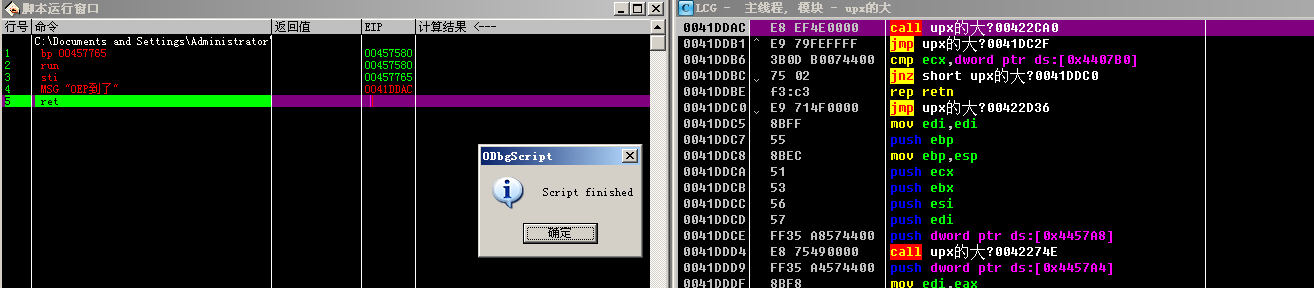 脚本运行窗口
行号 命令 返回值 EIP 计算结果 <---
C:\Documents and Settings\Administrator
1 bp 00457765 00457580
2 run 00457580
3 sti 00457765
4 MSG "OEP到了" 0041DDAC
5 ret
ODbgScript
Script finished
确定
LCG - 主线程, 模块 - upx的大
0041DDAC E8 EF4E0000 call upx的大?00422CA0
0041DDB1 E9 79FEFFFF jmp upx的大?0041DC2F
0041DDB6 3B0D B0074400 cmp ecx,dword ptr ds:[0x4407B0]
0041DDBC 75 02 jnz short upx的大?0041DDC0
0041DDBE f3:c3 rep retn
0041DDC0 E9 714F0000 jmp upx的大?00422D36
0041DDC5 8BFF mov edi,edi
0041DDC7 55 push ebp
0041DDC8 8BEC mov ebp,esp
0041DDCA 51 push ecx
0041DDCB 53 push ebx
0041DDCC 56 push esi
0041DDCD 57 push edi
0041DDCE FF35 A8574400 push dword ptr ds:[0x4457A8]
0041DDD4 E8 75490000 call upx的大?0042274E
0041DDD9 FF35 A4574400 push dword ptr ds:[0x4457A4]
0041DDDF 8BF8 mov edi,eax